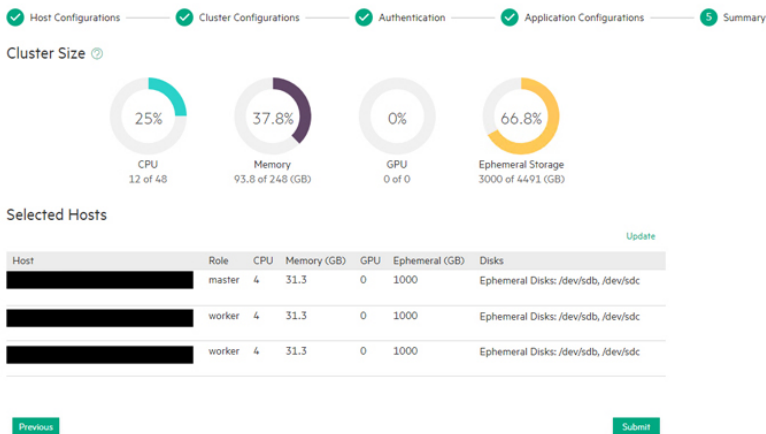 Host Configurations Cluster Configurations Authentication Application Configurations 5 Summary
Cluster Size ?
25% 37.8% 0% 66.8%
CPU Memory GPU Ephemeral Storage
12 of 48 93.8 of 248 (GB) 0 of 0 3000 of 4491 (GB)
Selected Hosts
Update
Host Role CPU Memory (GB) GPU Ephemeral (GB) Disks
master 4 31.3 0 1000 Ephemeral Disks: /dev/sdb, /dev/sdc
worker 4 31.3 0 1000 Ephemeral Disks: /dev/sdb, /dev/sdc
worker 4 31.3 0 1000 Ephemeral Disks: /dev/sdb, /dev/sdc
Previous Submit